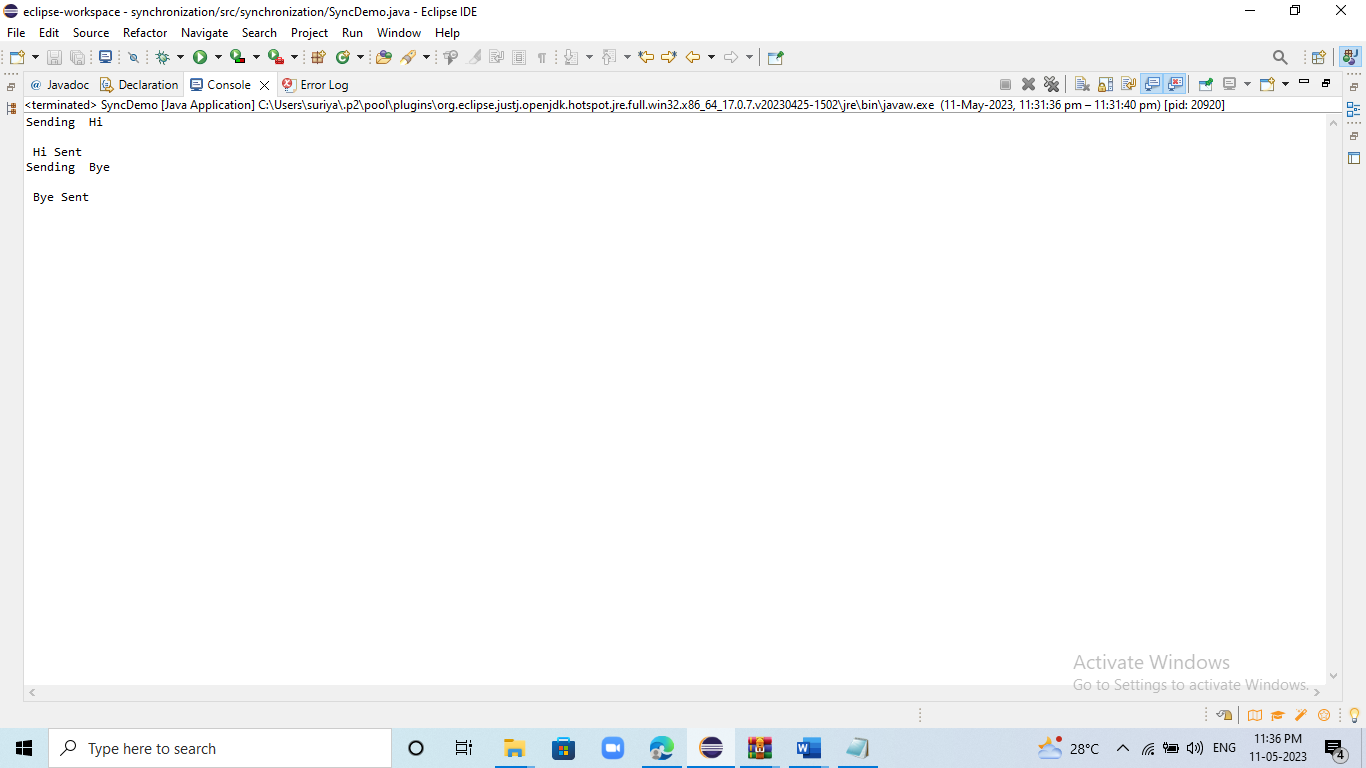 eclipse-workspace - synchronization/src/synchronization/SyncDemo.java - Eclipse IDE
File Edit Source Refactor Navigate Search Project Run Window Help
@ Javadoc Declaration Console Error Log
<terminated> SyncDemo [Java Application] C:\Users\suriya\.p2\pool\plugins\org.eclipse.justj.openjdk.hotspot.jre.full.win32.x86_64_17.0.7.v20230425-1502\jre\bin\javaw.exe (11-May-2023, 11:31:36 pm – 11:31:40 pm) [pid: 20920]
Sending  Hi
 Hi Sent
Sending  Bye
 Bye Sent
Activate Windows
Go to Settings to activate Windows.
Type here to search
28°C
ENG
11:36 PM
11-05-2023
4